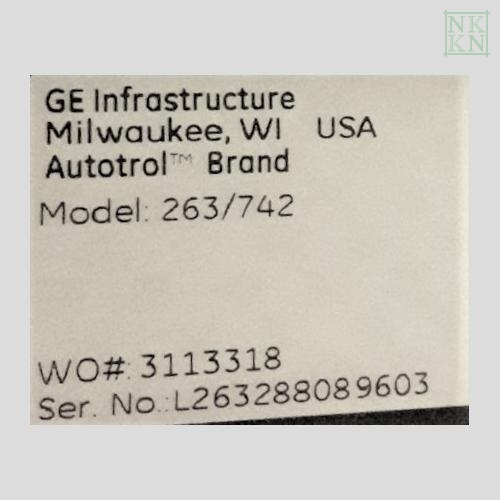 NK
KN
GE Infrastructure
Milwaukee, WI USA
Autotrol™ Brand
Model: 263/742
WO#: 3113318
Ser. No.:L263288089603